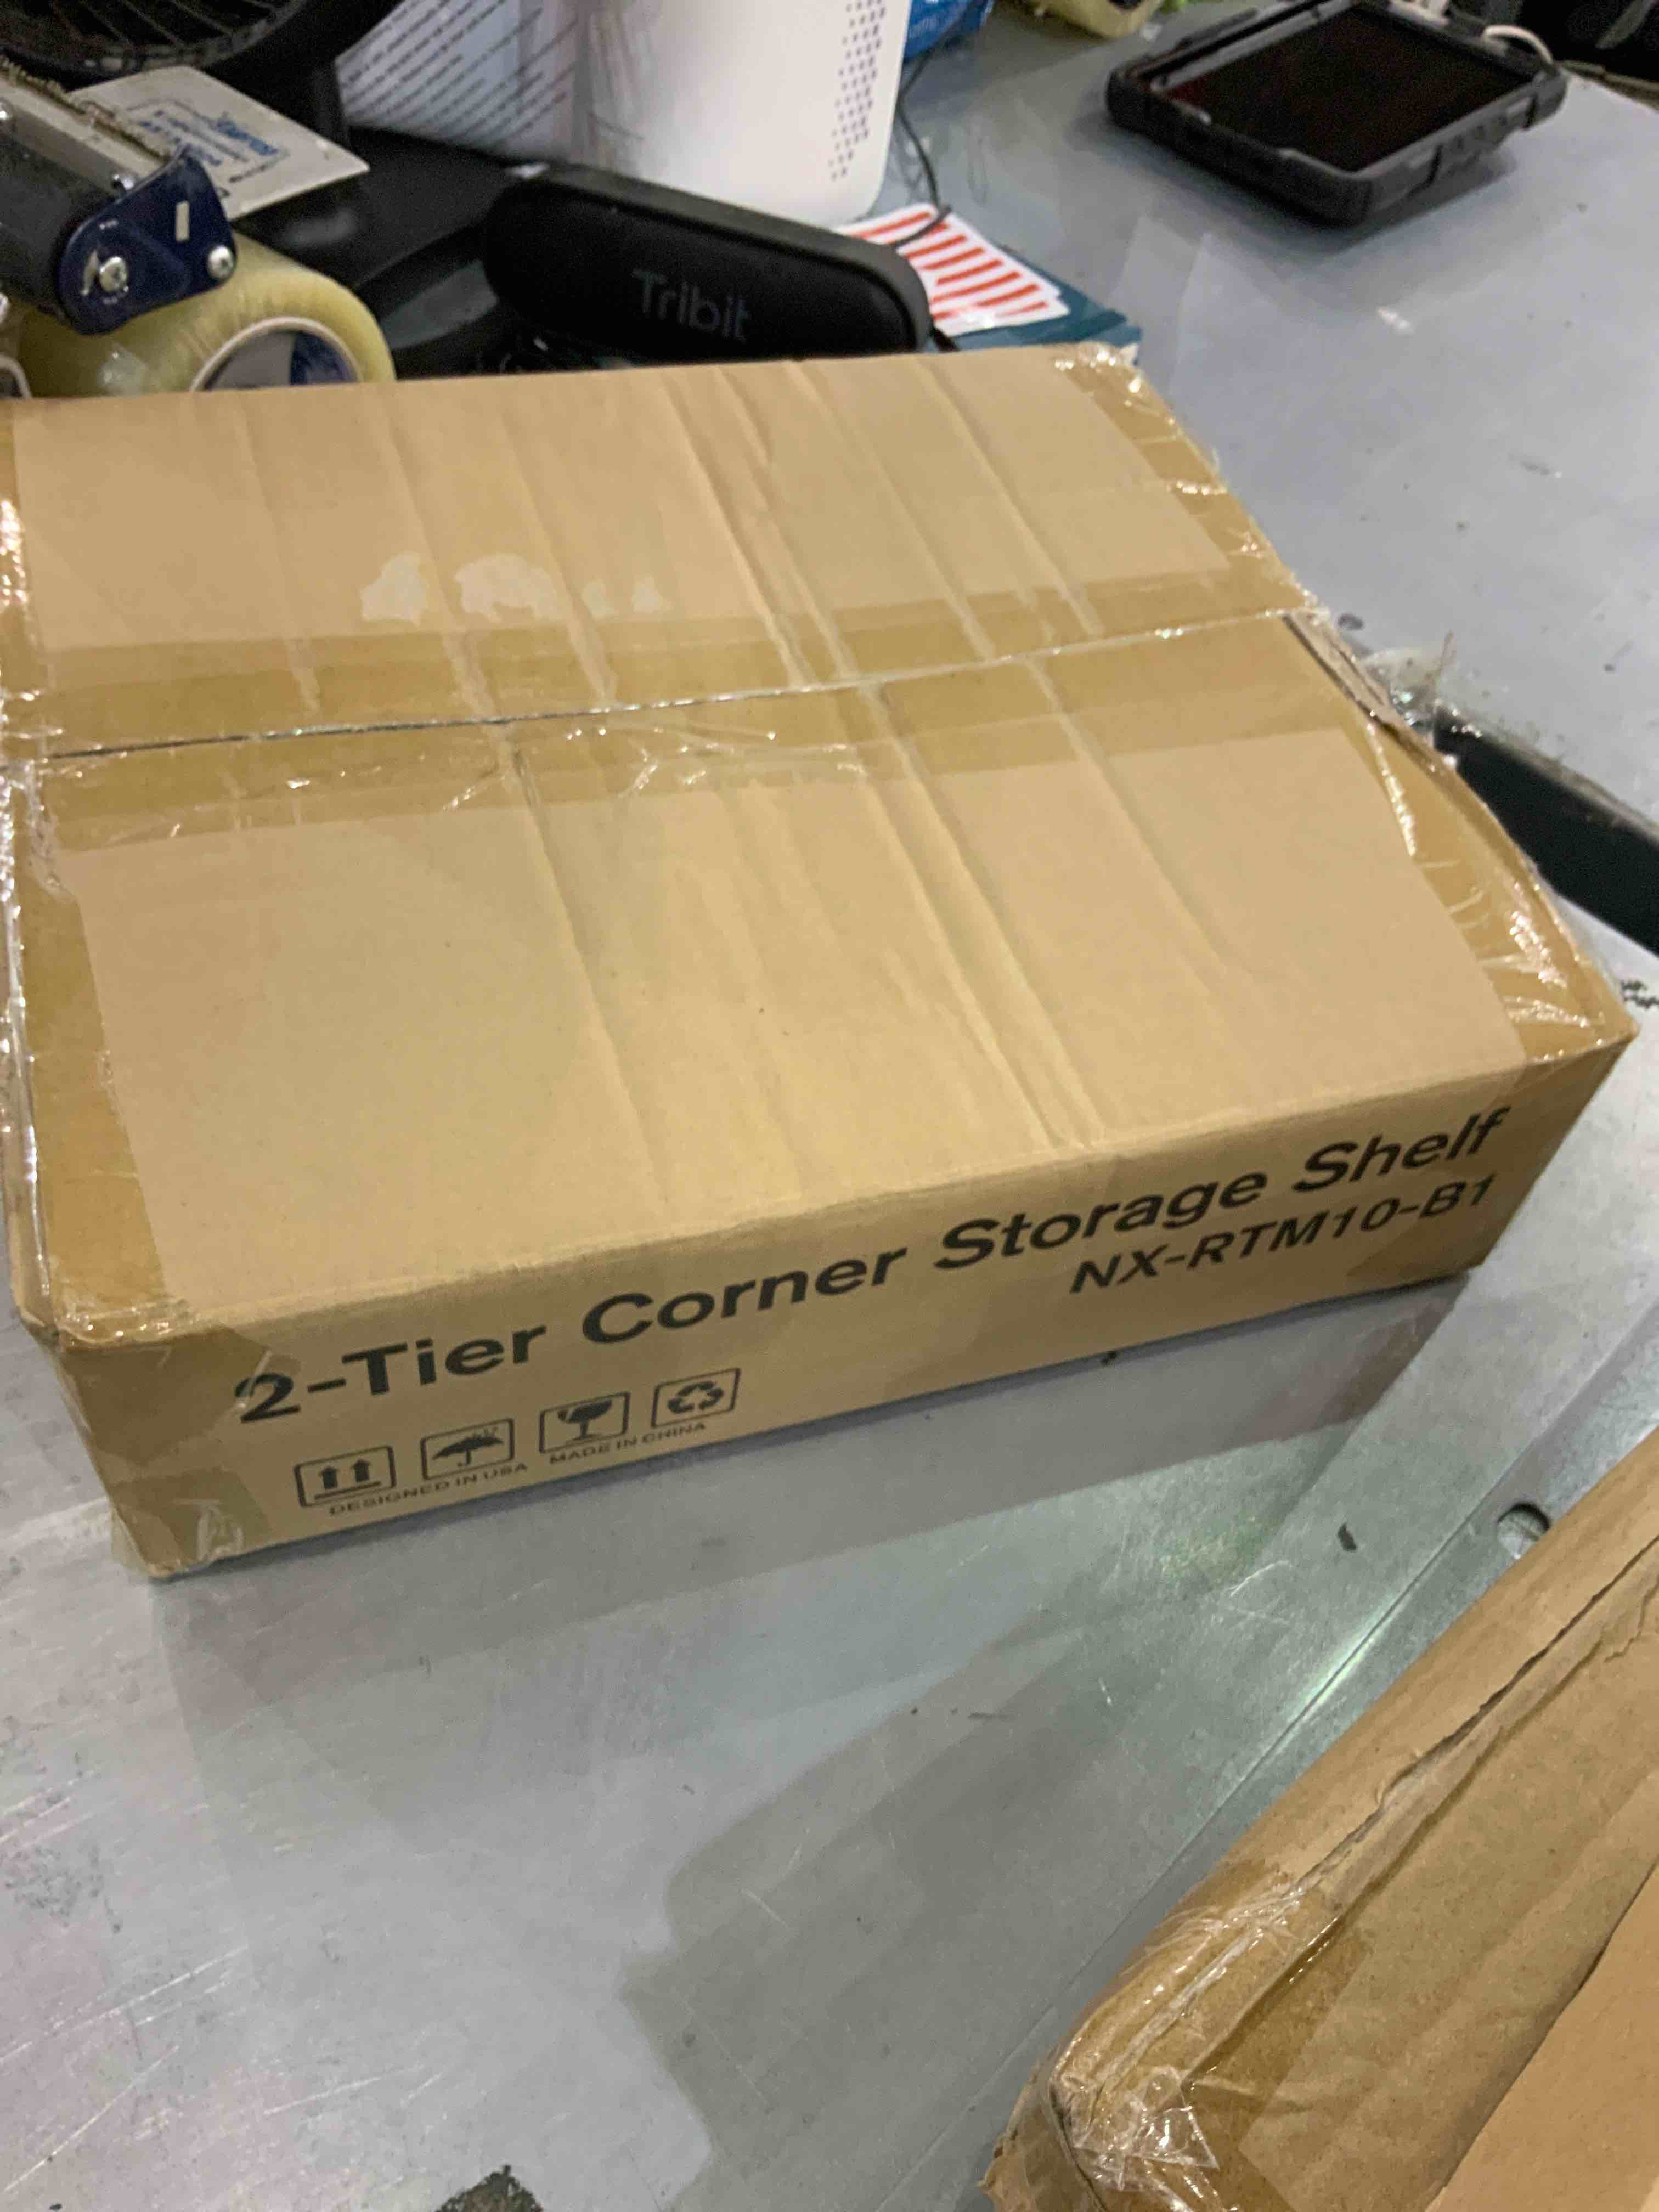 Tribit
2-Tier Corner Storage Shelf
NX-RTM10-B1
DESIGNED IN USA MADE IN CHINA